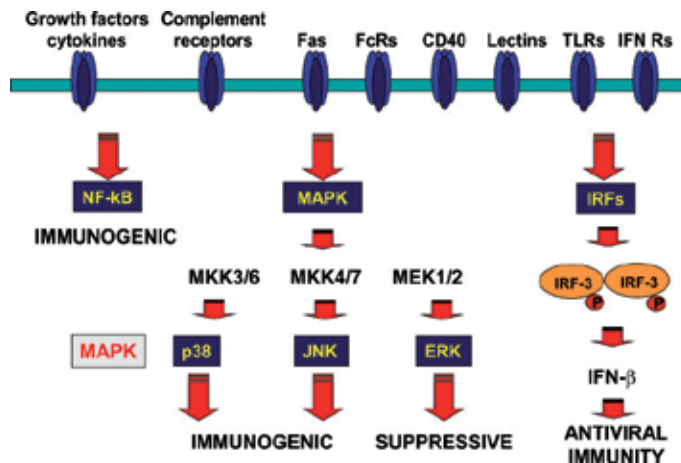 Growth factors Complement
cytokines receptors Fas FcRs CD40 Lectins TLRs IFN Rs
NF-kB MAPK IRFs
IMMUNOGENIC
MKK3/6 MKK4/7 MEK1/2 IRF-3 IRF-3
P P
MAPK p38 JNK ERK
IFN-β
IMMUNOGENIC SUPPRESSIVE ANTIVIRAL
IMMUNITY